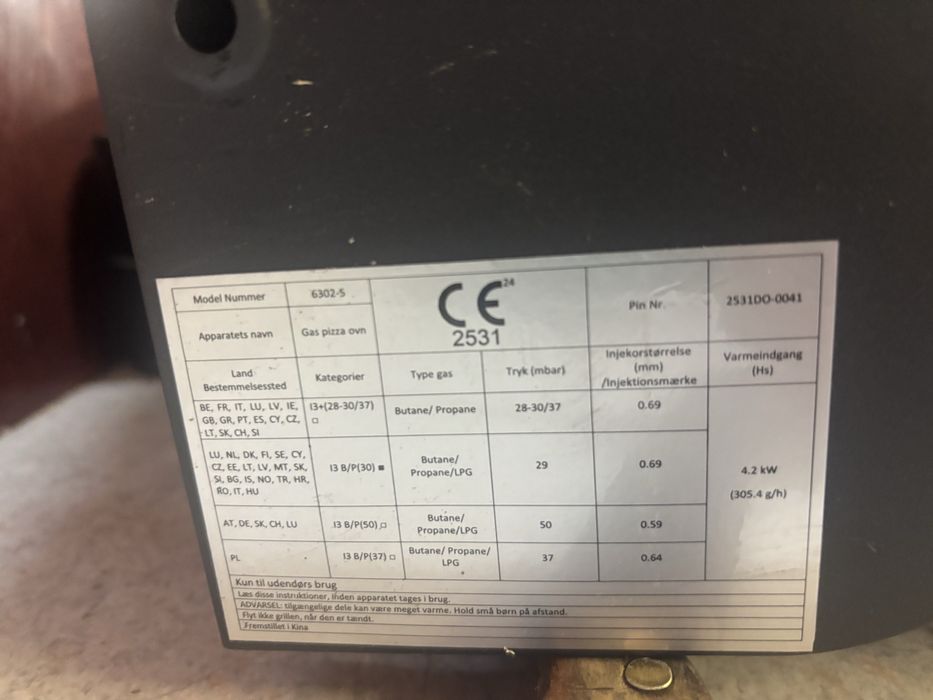 Model Nummer 6302-5 CE 24 Pin Nr. 2531DO-0041
2531
Apparatets navn Gas pizza ovn
Land
Bestemmelsessted Kategorier Type gas Tryk (mbar) Injekorstørrelse
(mm)
/Injektionsmærke Varmeindgang
(Hs)
BE, FR, IT, LU, LV, IE,
GB, GR, PT, ES, CY, CZ,
LT, SK, CH, SI I3+(28-30/37)
□ Butane/ Propane 28-30/37 0.69
LU, NL, DK, FI, SE, CY,
CZ, EE, LT, LV, MT, SK,
SI, BG, IS, NO, TR, HR,
RO, IT, HU I3 B/P(30) ■ Butane/
Propane/LPG 29 0.69
4.2 kW
(305.4 g/h)
AT, DE, SK, CH, LU I3 B/P(50) □ Butane/
Propane/LPG 50 0.59
PL I3 B/P(37) □ Butane/ Propane/
LPG 37 0.64
Kun til udendørs brug
Læs disse instruktioner, inden apparatet tages i brug.
ADVARSEL: tilgængelige dele kan være meget varme. Hold små børn på afstand.
Flyt ikke grillen, når den er tændt.
Fremstillet i Kina